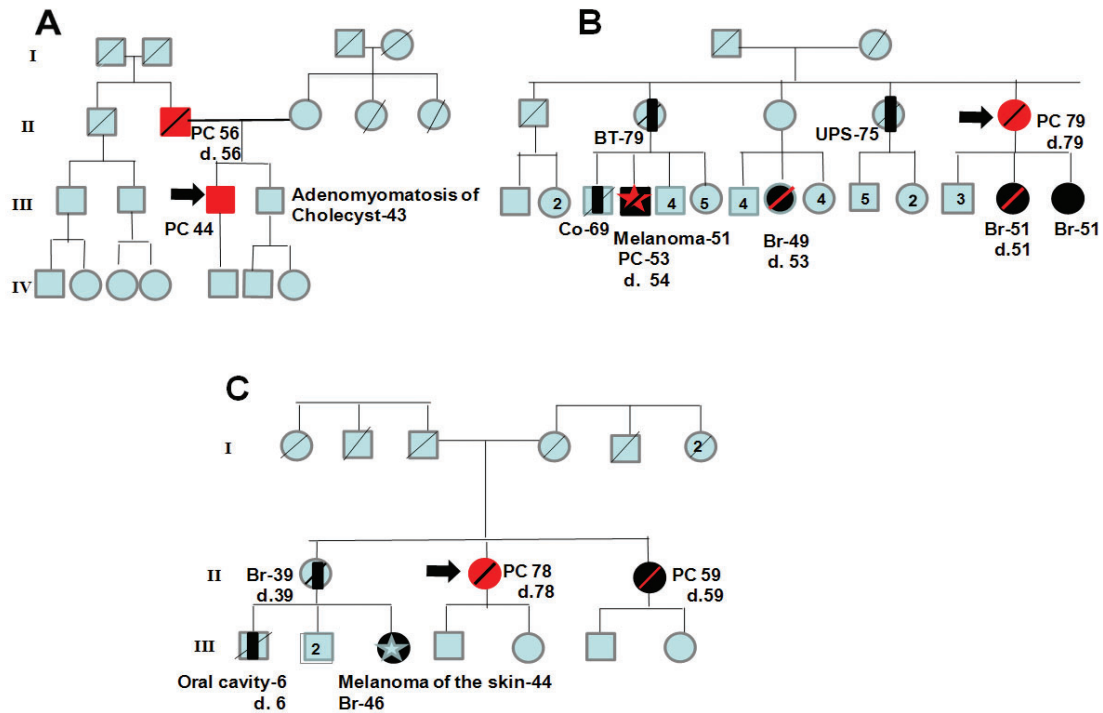 A
B
I
II
PC 56
d. 56
BT-79
UPS-75
PC 79
d.79
III
PC 44
Adenomyomatosis of
Cholecyst-43
2
4
5
4
4
5
2
3
Co-69
Melanoma-51
PC-53
d. 54
Br-49
d. 53
Br-51
d.51
Br-51
IV
C
I
2
II
Br-39
d.39
PC 78
d.78
PC 59
d.59
III
2
Oral cavity-6
d. 6
Melanoma of the skin-44
Br-46